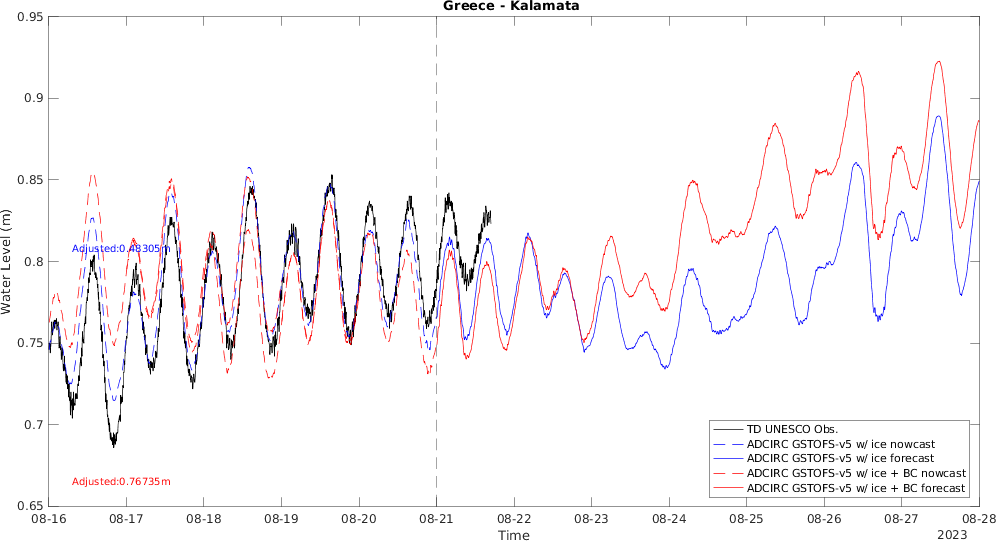 Greece - Kalamata
0.95
0.9
0.85
0.8
0.75
0.7
0.65
Water Level (m)
Adjusted:0.48305m
Adjusted:0.76735m
TD UNESCO Obs.
ADCIRC GSTOFS-v5 w/ ice nowcast
ADCIRC GSTOFS-v5 w/ ice forecast
ADCIRC GSTOFS-v5 w/ ice + BC nowcast
ADCIRC GSTOFS-v5 w/ ice + BC forecast
08-16 08-17 08-18 08-19 08-20 08-21 08-22 08-23 08-24 08-25 08-26 08-27 08-28
Time
2023